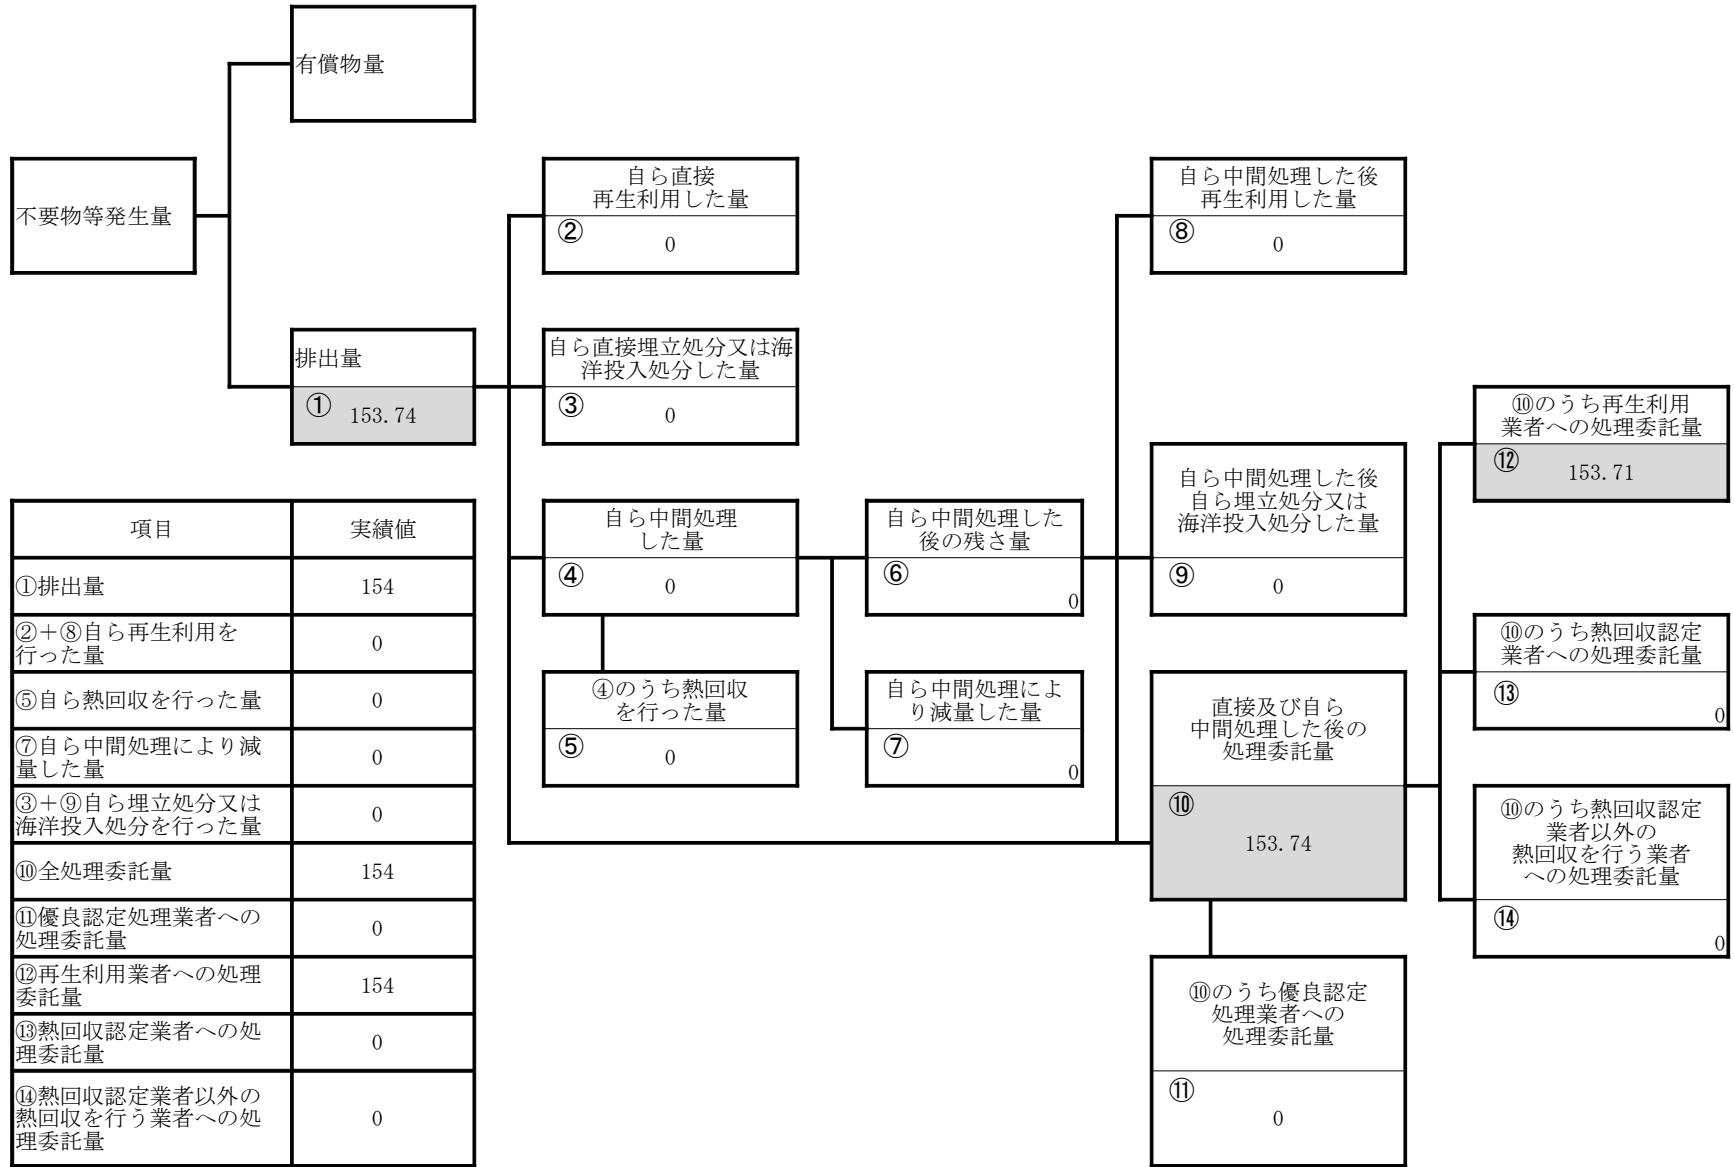 有償物量
不要物等発生量
排出量
①
153.74
自ら直接
再生利用した量
②
0
自ら直接埋立処分又は海
洋投入処分した量
③
0
自ら中間処理
した量
④
0
④のうち熱回収
を行った量
⑤
0
自ら中間処理した
後の残さ量
⑥
0
自ら中間処理によ
り減量した量
⑦
0
自ら中間処理した後
再生利用した量
⑧
0
自ら中間処理した後
自ら埋立処分又は
海洋投入処分した量
⑨
0
直接及び自ら
中間処理した後の
処理委託量
⑩
153.74
⑩のうち優良認定
処理業者への
処理委託量
⑪
0
⑩のうち再生利用
業者への処理委託量
⑫
153.71
⑩のうち熱回収認定
業者への処理委託量
⑬
0
⑩のうち熱回収認定
業者以外の
熱回収を行う業者
への処理委託量
⑭
0
項目 実績値
①排出量 154
②＋⑧自ら再生利用を
行った量 0
⑤自ら熱回収を行った量 0
⑦自ら中間処理により減
量した量 0
③＋⑨自ら埋立処分又は
海洋投入処分を行った量 0
⑩全処理委託量 154
⑪優良認定処理業者への
処理委託量 0
⑫再生利用業者への処理
委託量 154
⑬熱回収認定業者への処
理委託量 0
⑭熱回収認定業者以外の
熱回収を行う業者への処
理委託量 0